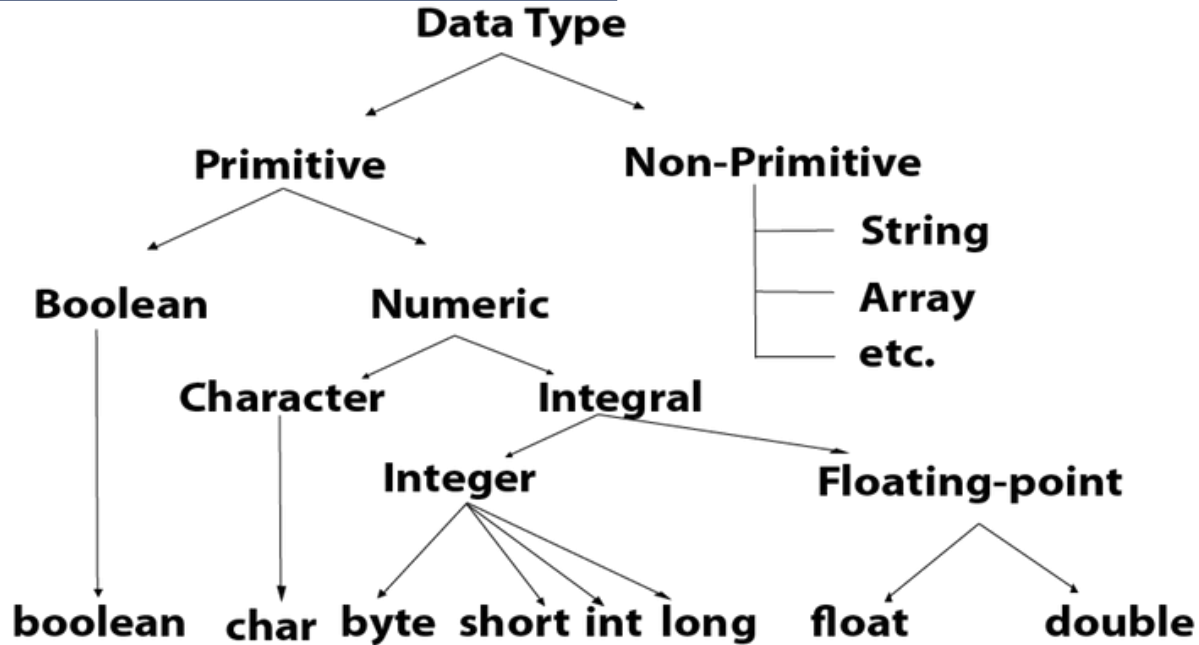 Data Type
Primitive
Non-Primitive
String
Boolean
Numeric
Array
etc.
Character
Integral
Integer
Floating-point
boolean char byte short int long float double